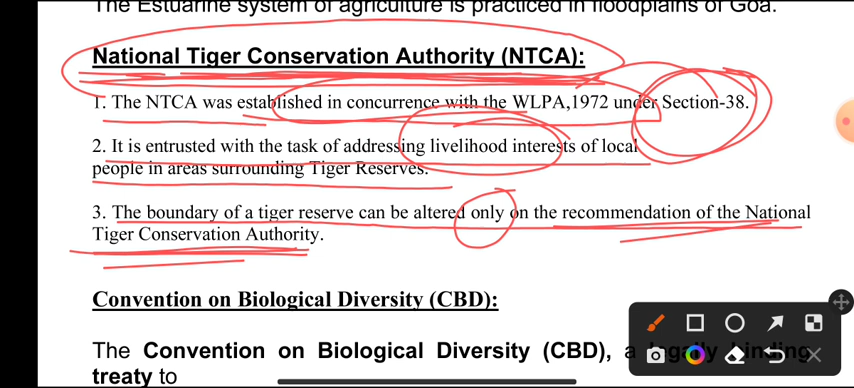 The Estuarine system of agriculture is practiced in floodplains of Goa.
National Tiger Conservation Authority (NTCA):
1. The NTCA was established in concurrence with the WLPA,1972 under Section-38.
2. It is entrusted with the task of addressing livelihood interests of local
people in areas surrounding Tiger Reserves.
3. The boundary of a tiger reserve can be altered only on the recommendation of the National
Tiger Conservation Authority.
Convention on Biological Diversity (CBD):
The Convention on Biological Diversity (CBD), a legally binding
treaty to